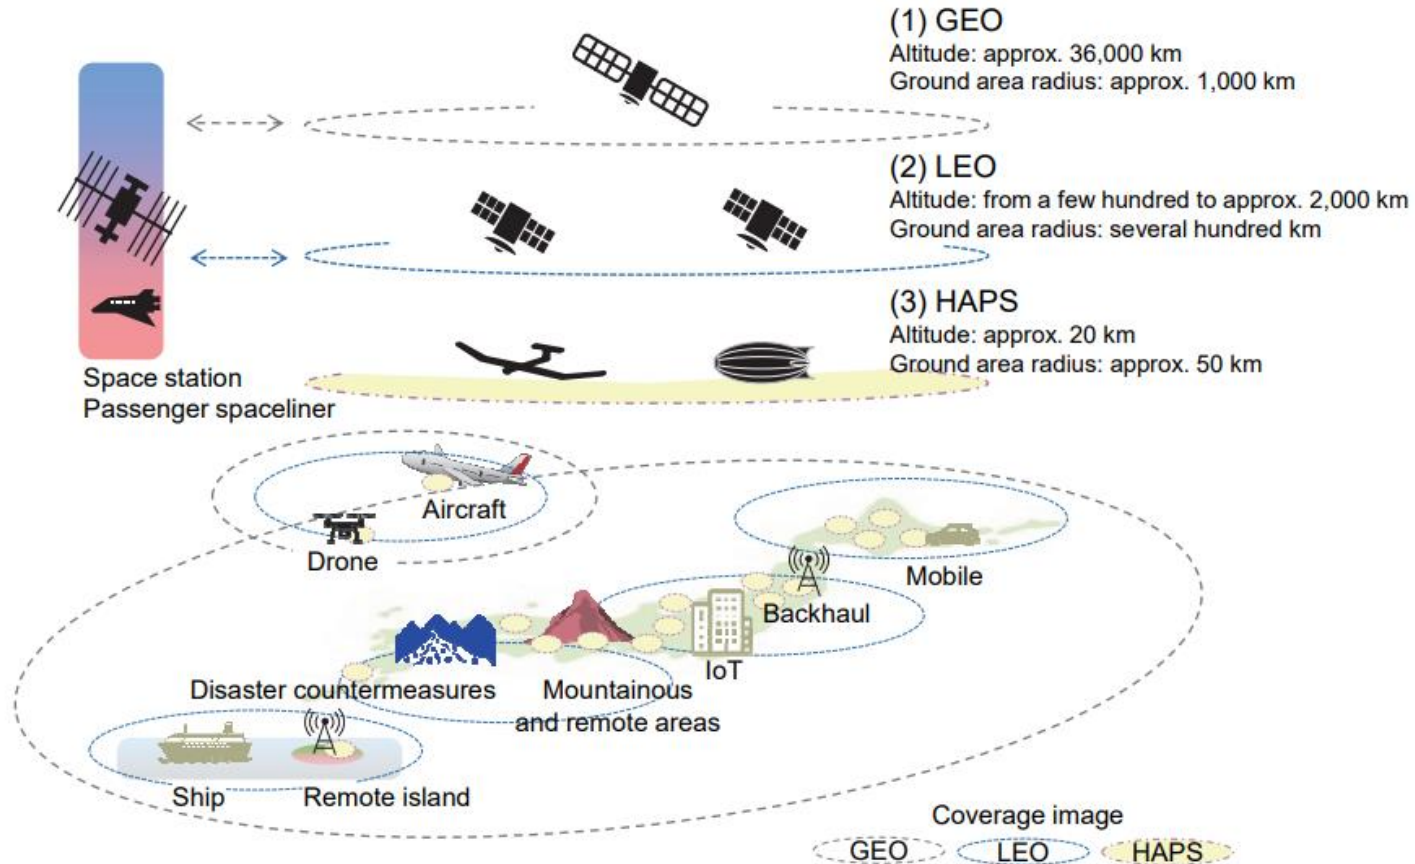 (1) GEO
Altitude: approx. 36,000 km
Ground area radius: approx. 1,000 km
(2) LEO
Altitude: from a few hundred to approx. 2,000 km
Ground area radius: several hundred km
(3) HAPS
Altitude: approx. 20 km
Ground area radius: approx. 50 km
Space station
Passenger spaceliner
Aircraft
Drone
Mobile
Backhaul
IoT
Disaster countermeasures
Mountainous
and remote areas
Ship
Remote island
Coverage image
GEO
LEO
HAPS